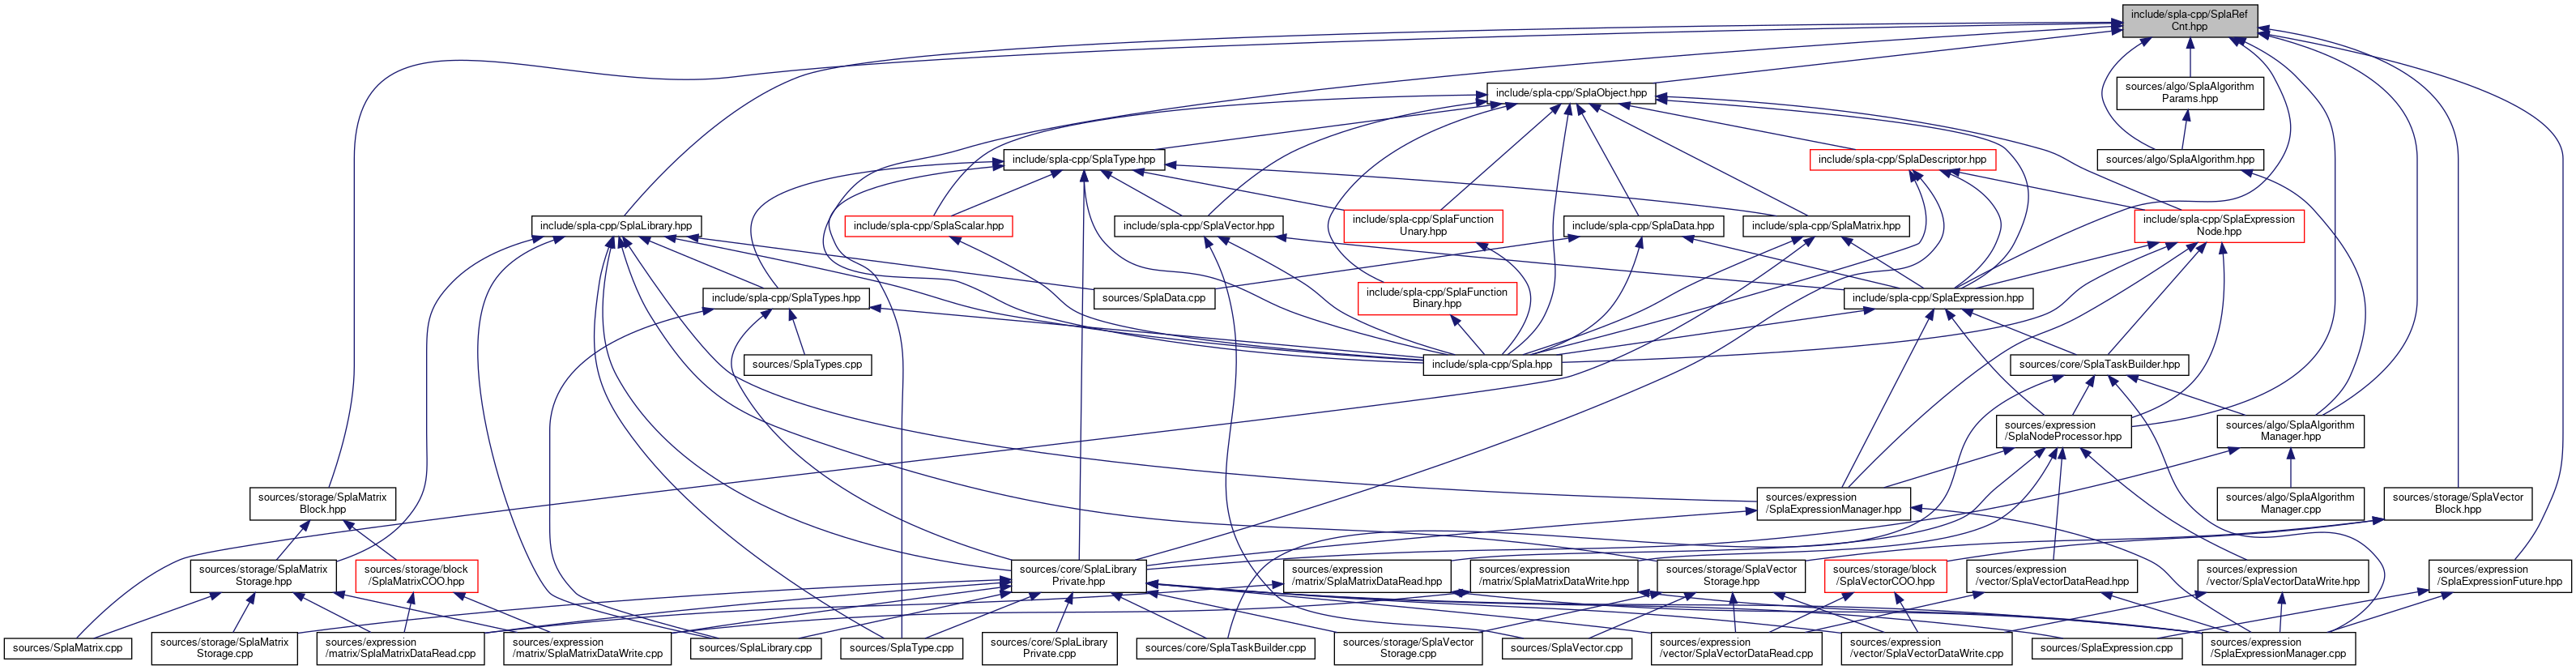 include/spla-cpp/SplaRef
Cnt.hpp
include/spla-cpp/SplaObject.hpp
sources/algo/SplaAlgorithm
Params.hpp
include/spla-cpp/SplaType.hpp
include/spla-cpp/SplaDescriptor.hpp
sources/algo/SplaAlgorithm.hpp
include/spla-cpp/SplaLibrary.hpp
include/spla-cpp/SplaScalar.hpp
include/spla-cpp/SplaVector.hpp
include/spla-cpp/SplaFunction
Unary.hpp
include/spla-cpp/SplaData.hpp
include/spla-cpp/SplaMatrix.hpp
include/spla-cpp/SplaExpression
Node.hpp
include/spla-cpp/SplaTypes.hpp
sources/SplaData.cpp
include/spla-cpp/SplaFunction
Binary.hpp
include/spla-cpp/SplaExpression.hpp
sources/SplaTypes.cpp
include/spla-cpp/Spla.hpp
sources/core/SplaTaskBuilder.hpp
sources/expression
/SplaNodeProcessor.hpp
sources/algo/SplaAlgorithm
Manager.hpp
sources/storage/SplaMatrix
Block.hpp
sources/expression
/SplaExpressionManager.hpp
sources/algo/SplaAlgorithm
Manager.cpp
sources/storage/SplaVector
Block.hpp
sources/storage/SplaMatrix
Storage.hpp
sources/storage/block
/SplaMatrixCOO.hpp
sources/core/SplaLibrary
Private.hpp
sources/expression
/matrix/SplaMatrixDataRead.hpp
sources/expression
/matrix/SplaMatrixDataWrite.hpp
sources/storage/SplaVector
Storage.hpp
sources/storage/block
/SplaVectorCOO.hpp
sources/expression
/vector/SplaVectorDataRead.hpp
sources/expression
/vector/SplaVectorDataWrite.hpp
sources/expression
/SplaExpressionFuture.hpp
sources/SplaMatrix.cpp
sources/storage/SplaMatrix
Storage.cpp
sources/expression
/matrix/SplaMatrixDataRead.cpp
sources/expression
/matrix/SplaMatrixDataWrite.cpp
sources/SplaLibrary.cpp
sources/SplaType.cpp
sources/core/SplaLibrary
Private.cpp
sources/core/SplaTaskBuilder.cpp
sources/storage/SplaVector
Storage.cpp
sources/SplaVector.cpp
sources/expression
/vector/SplaVectorDataRead.cpp
sources/expression
/vector/SplaVectorDataWrite.cpp
sources/SplaExpression.cpp
sources/expression
/SplaExpressionManager.cpp